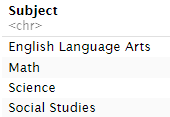 Subject
<chr>
English Language Arts
Math
Science
Social Studies